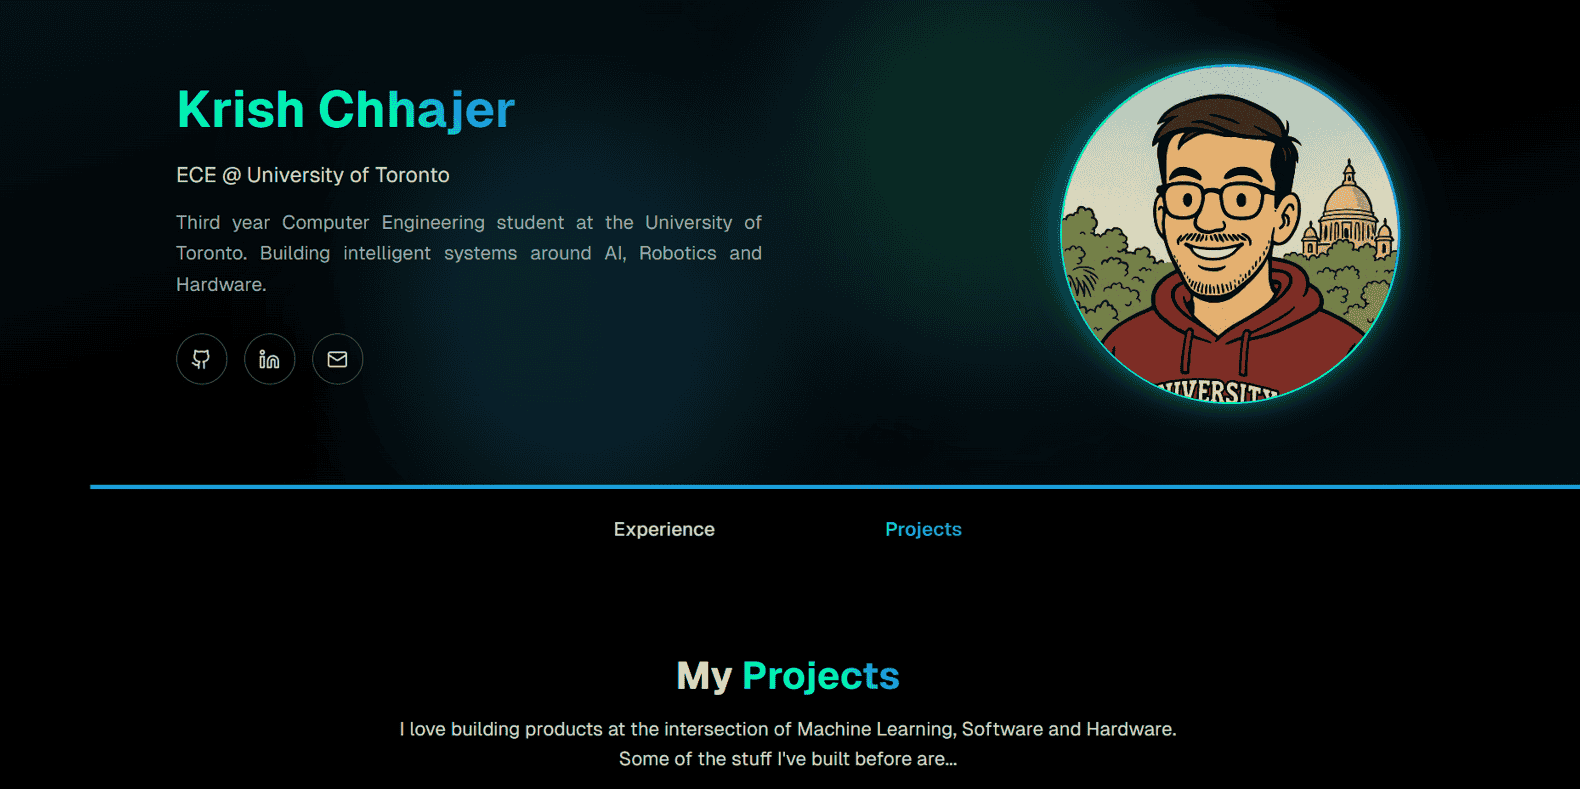 Krish Chhajer
ECE @ University of Toronto
Third year Computer Engineering student at the University of
Toronto. Building intelligent systems around AI, Robotics and
Hardware.
UNIVERSITY
Experience
Projects
My Projects
I love building products at the intersection of Machine Learning, Software and Hardware.
Some of the stuff I've built before are...